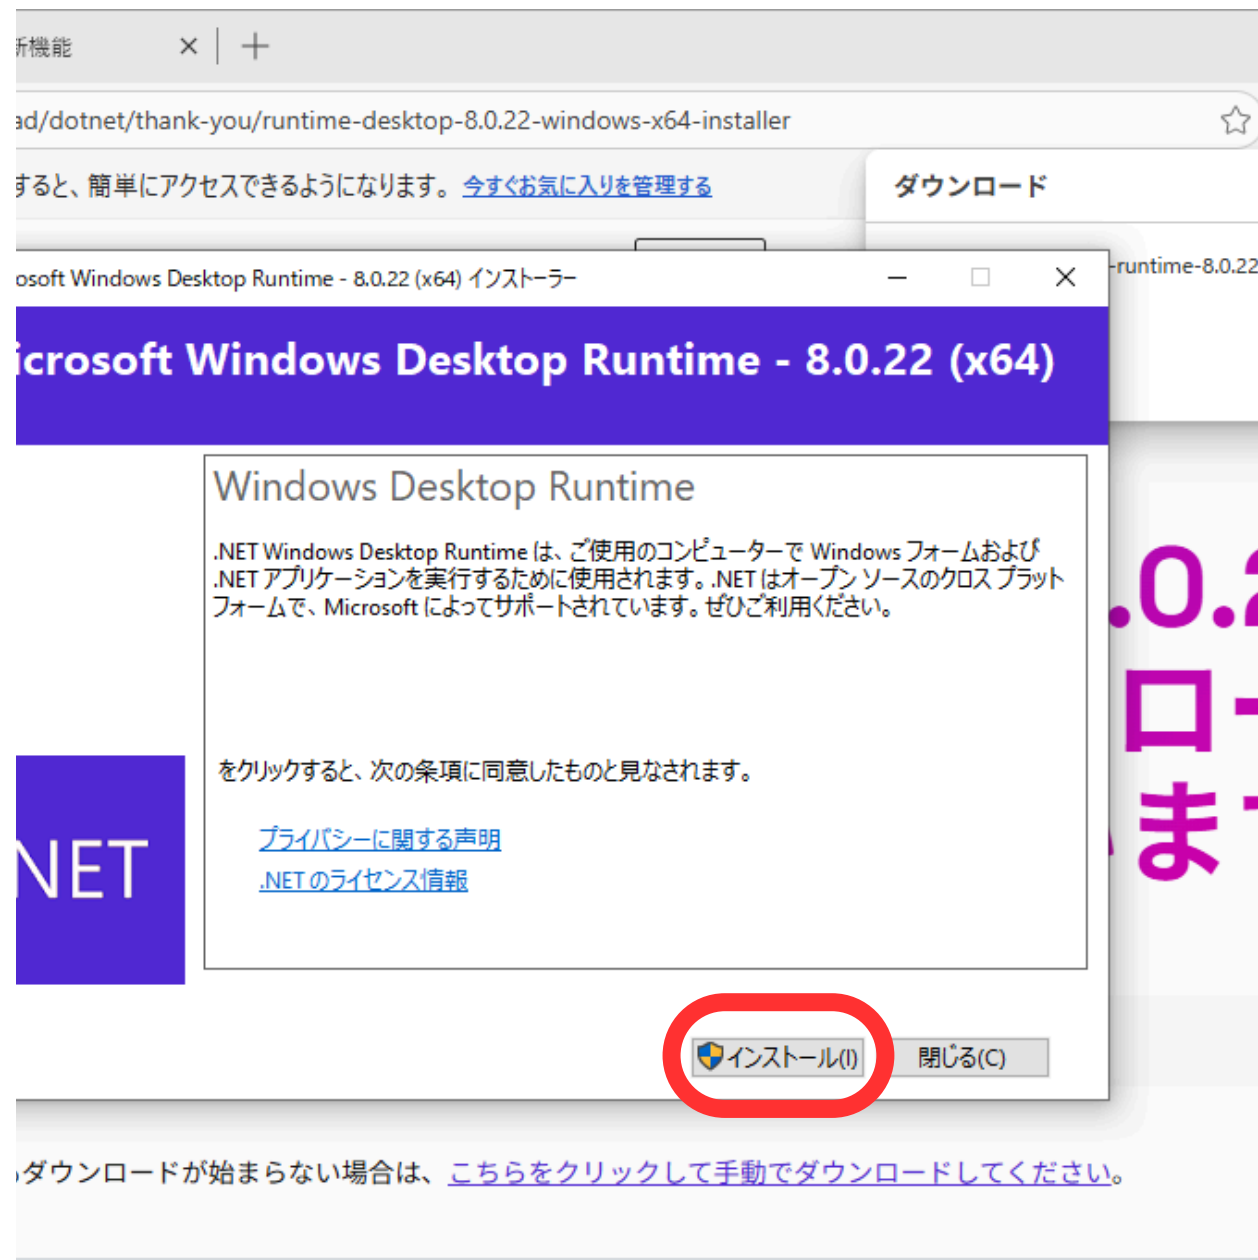 新機能
ad/dotnet/thank-you/runtime-desktop-8.0.22-windows-x64-installer
すると、簡単にアクセスできるようになります。 今すぐお気に入りを管理する
ダウンロード
-runtime-8.0.22
osoft Windows Desktop Runtime - 8.0.22 (x64) インストーラー
icrosoft Windows Desktop Runtime - 8.0.22 (x64)
Windows Desktop Runtime
.NET Windows Desktop Runtime は、ご使用のコンピューターで Windows フォームおよび
.NET アプリケーションを実行するために使用されます。.NET はオープン ソースのクロス プラット
フォームで、Microsoft によってサポートされています。ぜひご利用ください。
をクリックすると、次の条項に同意したものと見なされます。
プライバシーに関する声明
.NET のライセンス情報
NET
.0.2
ロー
ま
インストール(I)
閉じる(C)
ダウンロードが始まらない場合は、こちらをクリックして手動でダウンロードしてください。